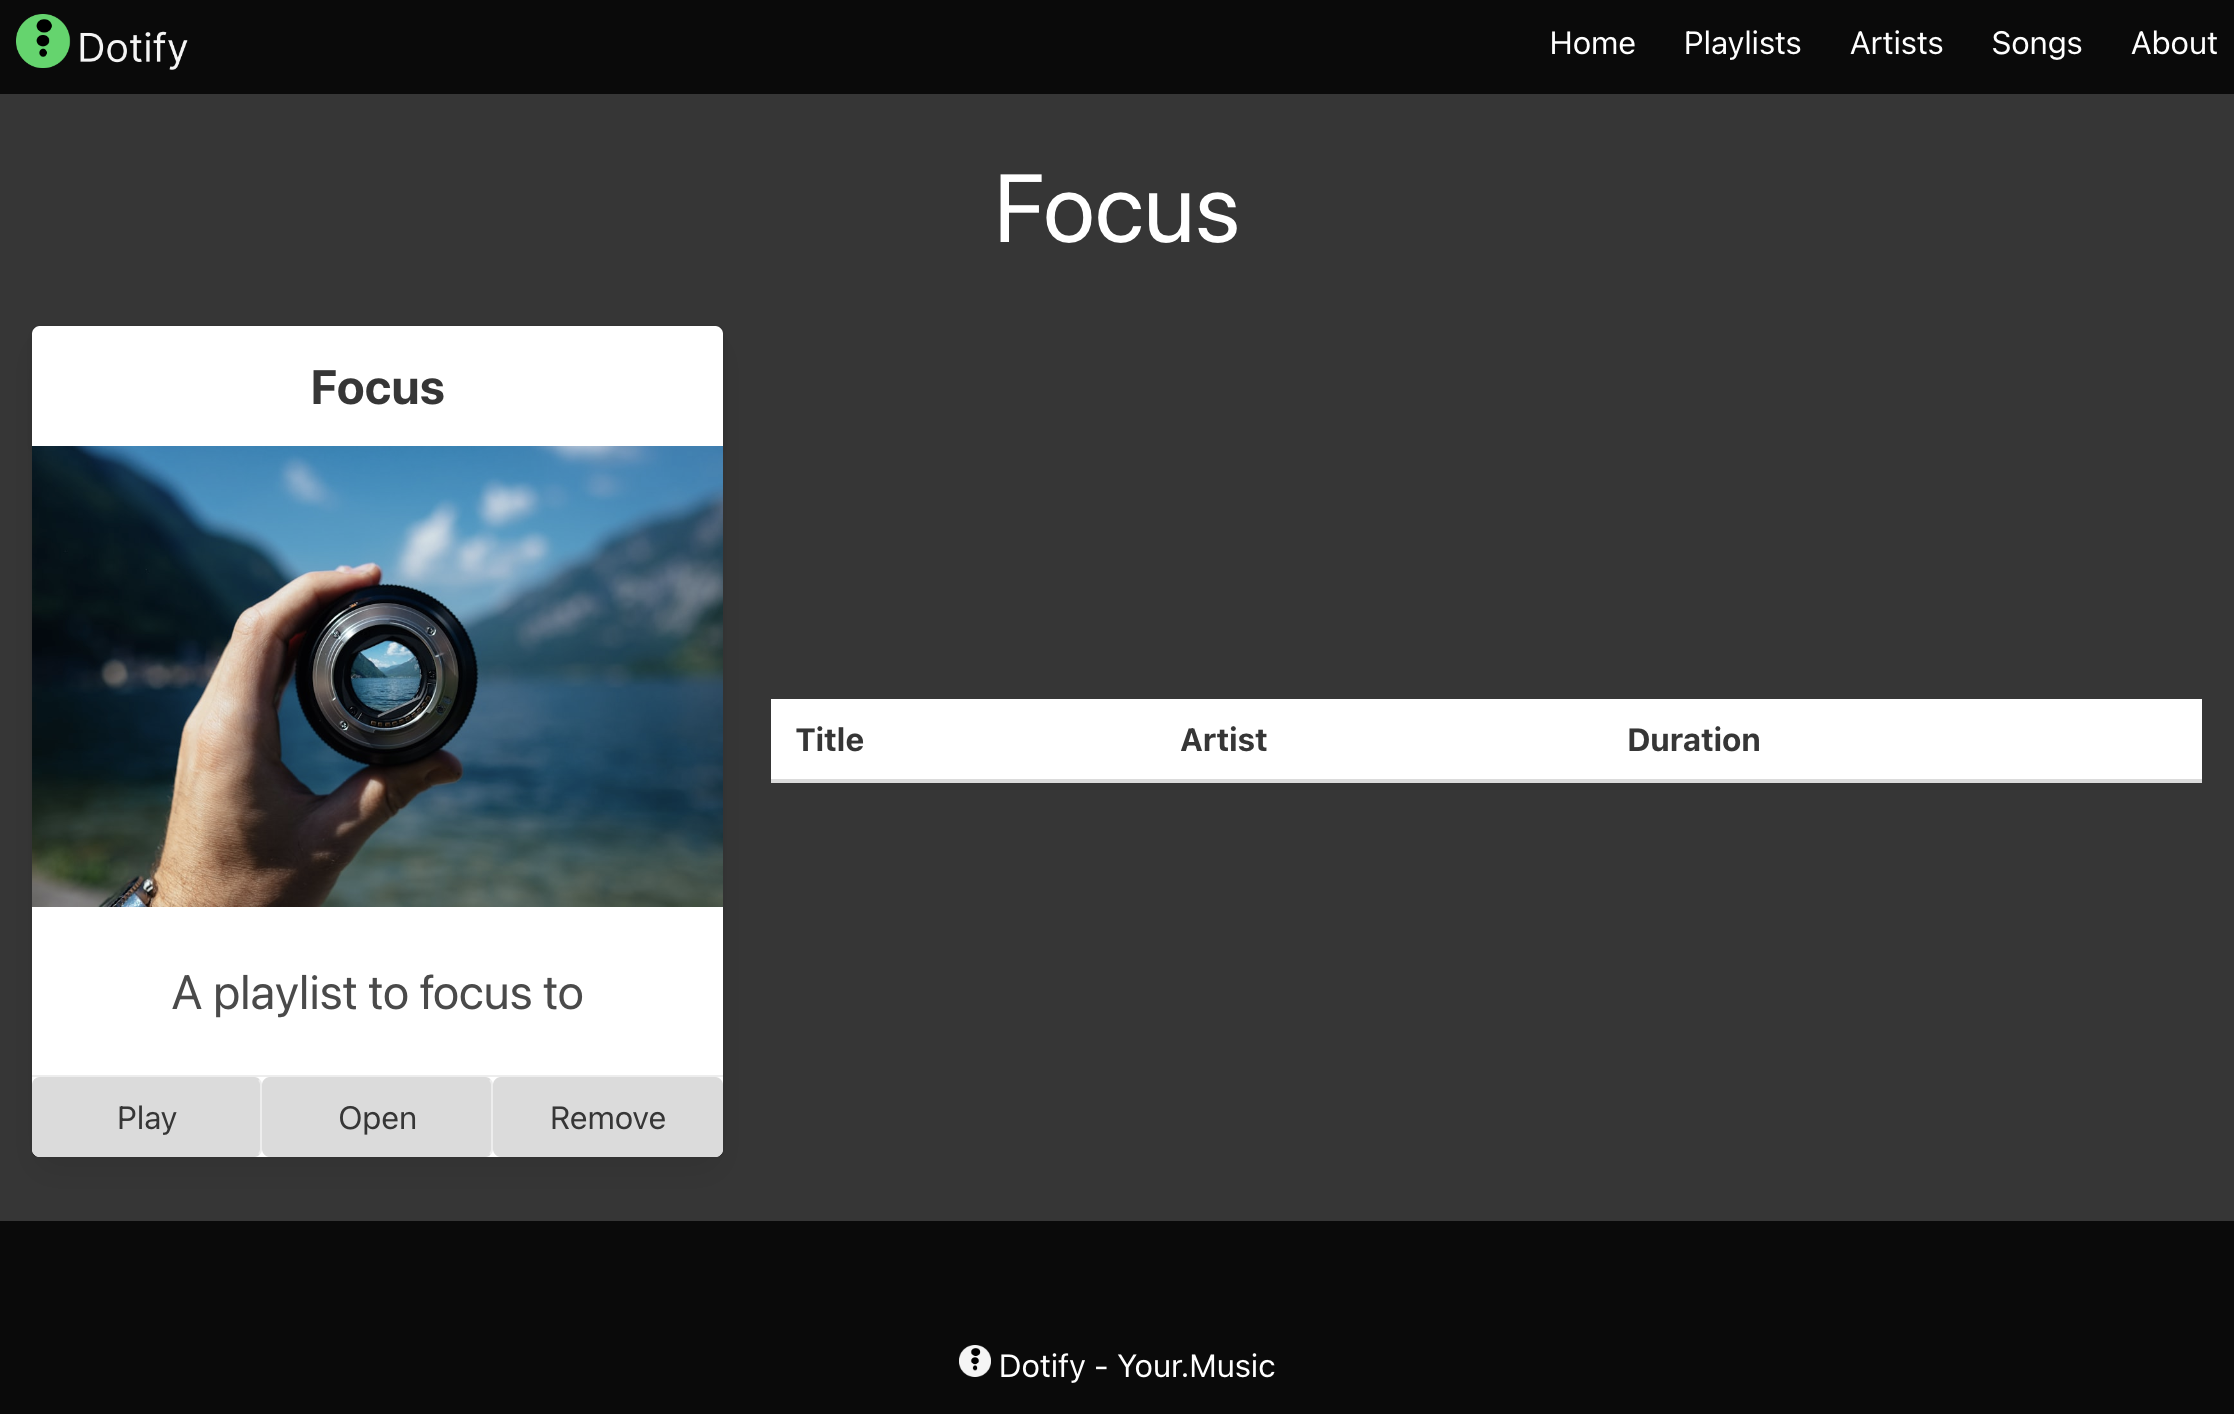 Dotify
Home Playlists Artists Songs About
Focus
Focus
A playlist to focus to
Play Open Remove
Title Artist Duration
Dotify - Your.Music